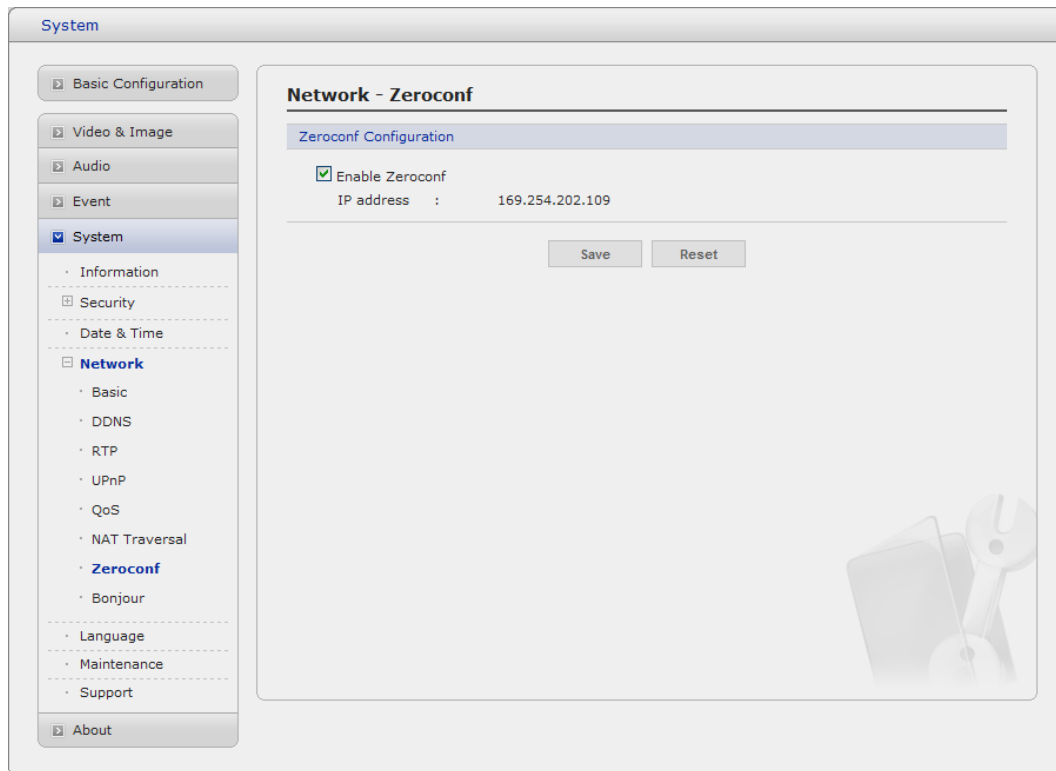 System
Basic Configuration
Video & Image
Audio
Event
System
Information
Security
Date & Time
Network
Basic
DDNS
RTP
UPnP
QoS
NAT Traversal
Zeroconf
Bonjour
Language
Maintenance
Support
About
Network - Zeroconf
Zeroconf Configuration
Enable Zeroconf
IP address : 169.254.202.109
Save Reset